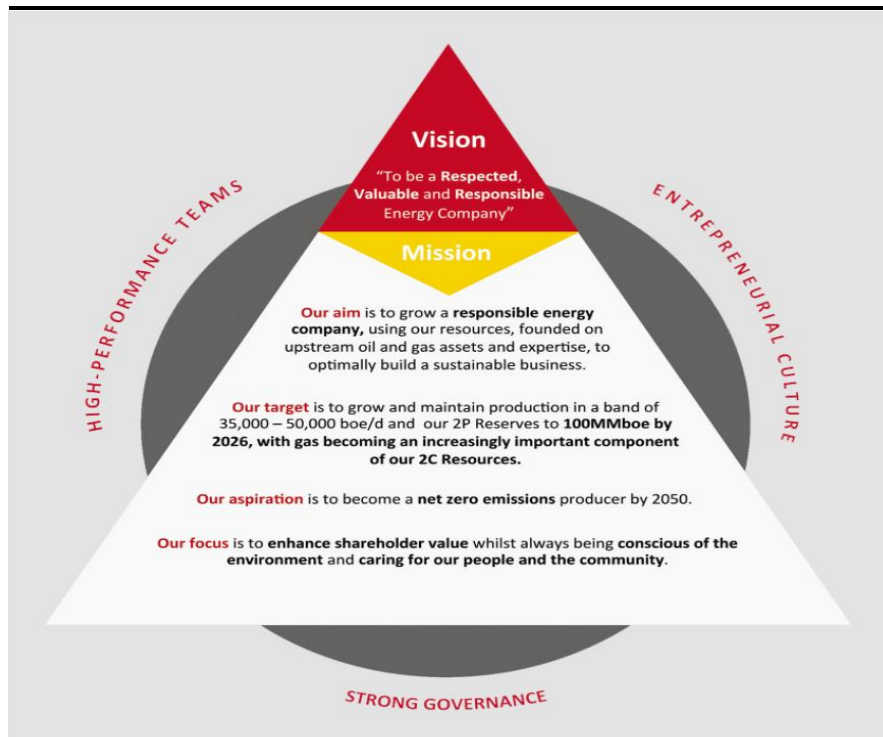 Vision
“To be a Respected,
Valuable and Responsible
Energy Company”
Mission
Our aim is to grow a responsible energy
company, using our resources, founded on
upstream oil and gas assets and expertise, to
optimally build a sustainable business.
Our target is to grow and maintain production in a band of
35,000 – 50,000 boe/d and our 2P Reserves to 100MMboe by
2026, with gas becoming an increasingly important component
of our 2C Resources.
Our aspiration is to become a net zero emissions producer by 2050.
Our focus is to enhance shareholder value whilst always being conscious of the
environment and caring for our people and the community.
HIGH-PERFORMANCE TEAMS
ENTREPRENEURIAL CULTURE
STRONG GOVERNANCE